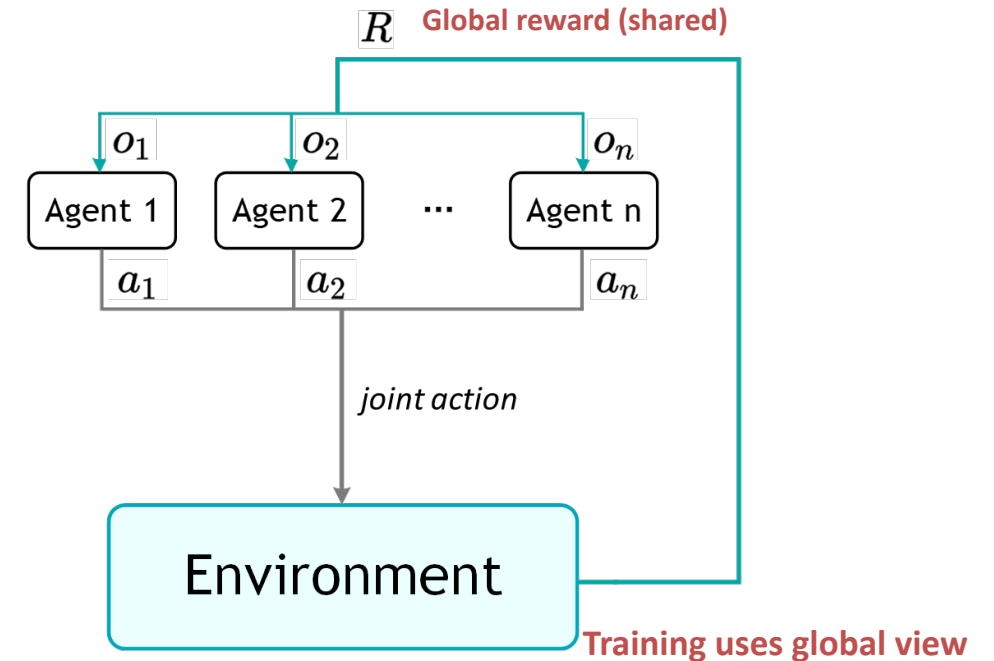 R Global reward (shared)
o₁ o₂ oₙ
Agent 1 Agent 2 ... Agent n
a₁ a₂ aₙ
joint action
Environment
Training uses global view